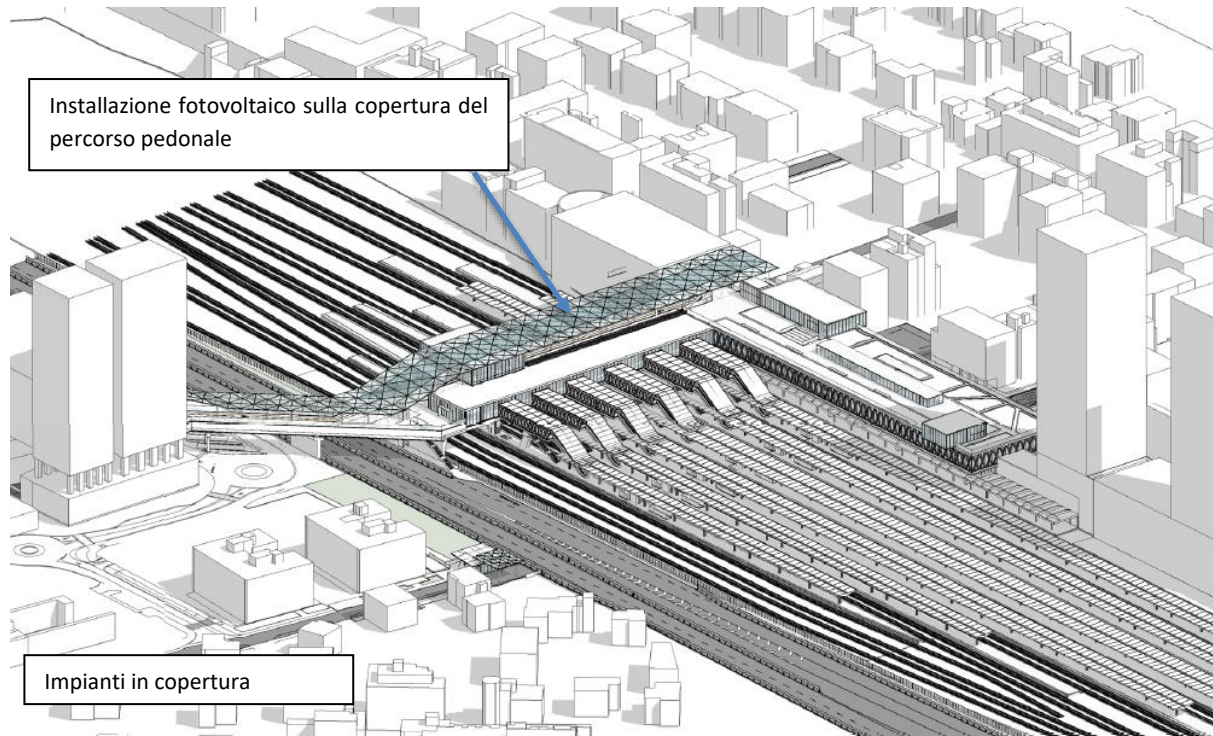 Installazione fotovoltaico sulla copertura del
percorso pedonale
Impianti in copertura